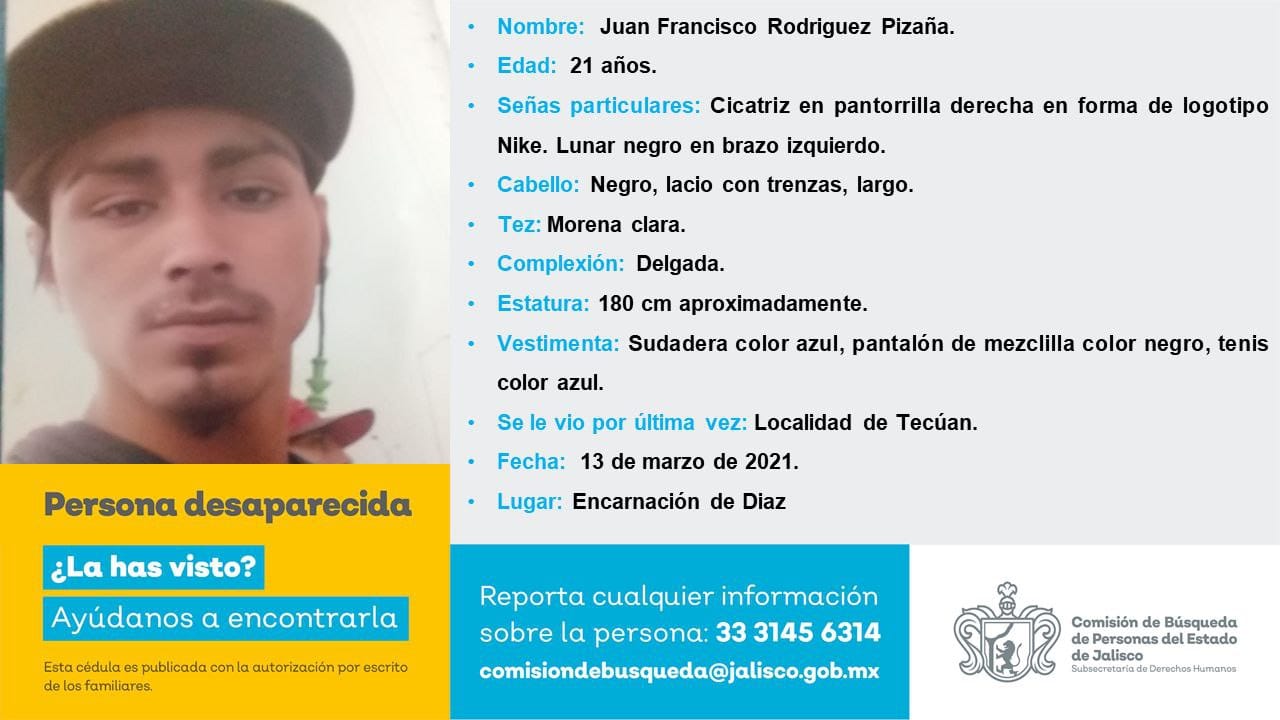 Nombre: Juan Francisco Rodriguez Pizaña.
Edad: 21 años.
Señas particulares: Cicatriz en pantorrilla derecha en forma de logotipo
Nike. Lunar negro en brazo izquierdo.
Cabello: Negro, lacio con trenzas, largo.
Tez: Morena clara.
Complexión: Delgada.
Estatura: 180 cm aproximadamente.
Vestimenta: Sudadera color azul, pantalón de mezclilla color negro, tenis
color azul.
Se le vio por última vez: Localidad de Tecúan.
Fecha: 13 de marzo de 2021.
Lugar: Encarnación de Diaz
Persona desaparecida
¿La has visto?
Ayúdanos a encontrarla
Esta cédula es publicada con la autorización por escrito
de los familiares.
Reporta cualquier información
sobre la persona: 33 3145 6314
comisiondebusqueda@jalisco.gob.mx
Comisión de Búsqueda
de Personas del Estado
de Jalisco
Subsecretaría de Derechos Humanos